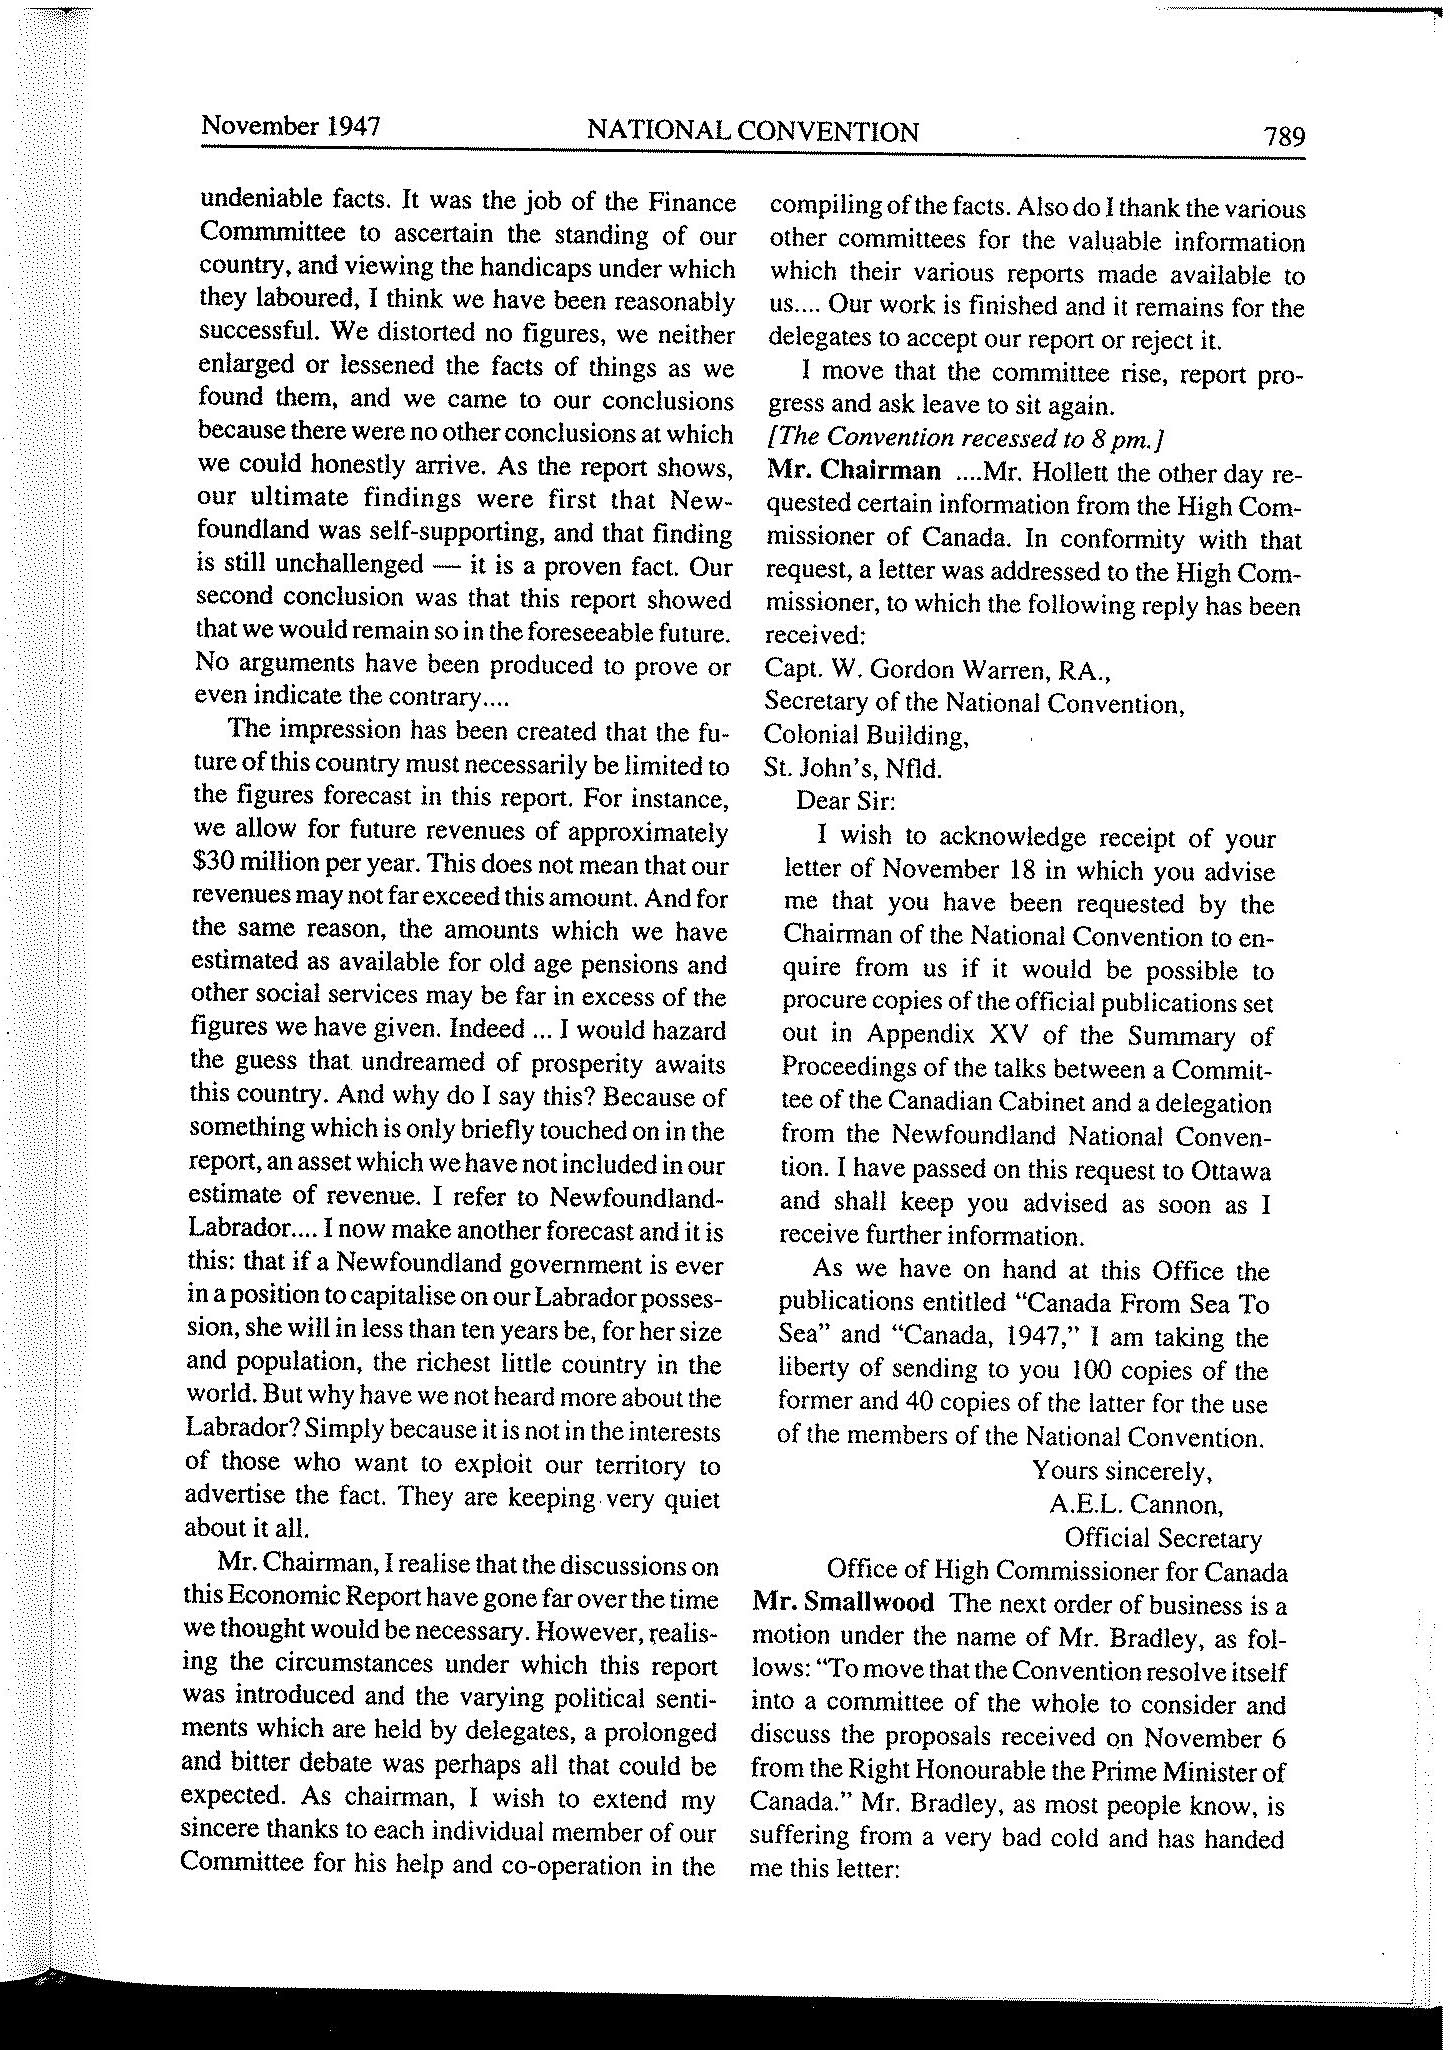 November 1947 NATIONAL CONVENTION 789
undeniable facts. It was the job of the Finance
Commmittee to ascertain the standing of our
country, and viewing the handicaps under which
they laboured, I think we have been reasonably
successful. We distorted no figures, we neither
enlarged or lessened the facts of things as we
found them, and we came to our conclusions
because there were no other conclusions at which
we could honestly arrive. As the report shows,
our ultimate findings were first that New-
foundland was self-supporting, and that finding
is still unchallenged — it is a proven fact. Our
second conclusion was that this report showed
that we would remain so in the foreseeable future.
No arguments have been produced to prove or
even indicate the contrary....
The impression has been created that the fu-
ture of this country must necessarily be limited to
the figures forecast in this report. For instance,
we allow for future revenues of approximately
$30 million per year. This does not mean that our
revenues may not far exceed this amount. And for
the same reason, the amounts which we have
estimated as available for old age pensions and
other social services may be far in excess of the
figures we have given. Indeed ... I would hazard
the guess that undreamed of prosperity awaits
this country. And why do I say this? Because of
something which is only briefly touched on in the
report, an asset which we have not included in our
estimate of revenue. I refer to Newfoundland-
Labrador.... I now make another forecast and it is
this: that if a Newfoundland government is ever
in a position to capitalise on our Labrador posses-
sion, she will in less than ten years be, for her size
and population, the richest little country in the
world. But why have we not heard more about the
Labrador? Simply because it is not in the interests
of those who want to exploit our territory to
advertise the fact. They are keeping very quiet
about it all.
Mr. Chairman, I realise that the discussions on
this Economic Report have gone far over the time
we thought would be necessary. However, realis-
ing the circumstances under which this report
was introduced and the varying political senti-
ments which are held by delegates, a prolonged
and bitter debate was perhaps all that could be
expected. As chairman, I wish to extend my
sincere thanks to each individual member of our
Committee for his help and co-operation in the
compiling of the facts. Also do I thank the various
other committees for the valuable information
which their various reports made available to
us.... Our work is finished and it remains for the
delegates to accept our report or reject it.
I move that the committee rise, report pro-
gress and ask leave to sit again.
[The Convention recessed to 8 pm.]
Mr. Chairman ....Mr. Hollett the other day re-
quested certain information from the High Com-
missioner of Canada. In conformity with that
request, a letter was addressed to the High Com-
missioner, to which the following reply has been
received:
Capt. W. Gordon Warren, RA.,
Secretary of the National Convention,
Colonial Building,
St. John's, Nfld.
Dear Sir:
I wish to acknowledge receipt of your
letter of November 18 in which you advise
me that you have been requested by the
Chairman of the National Convention to en-
quire from us if it would be possible to
procure copies of the official publications set
out in Appendix XV of the Summary of
Proceedings of the talks between a Commit-
tee of the Canadian Cabinet and a delegation
from the Newfoundland National Conven-
tion. I have passed on this request to Ottawa
and shall keep you advised as soon as I
receive further information.
As we have on hand at this Office the
publications entitled "Canada From Sea To
Sea" and "Canada, 1947," I am taking the
liberty of sending to you 100 copies of the
former and 40 copies of the latter for the use
of the members of the National Convention.
Yours sincerely,
A.E.L. Cannon,
Official Secretary
Office of High Commissioner for Canada
Mr. Smallwood The next order of business is a
motion under the name of Mr. Bradley, as fol-
lows: "To move that the Convention resolve itself
into a committee of the whole to consider and
discuss the proposals received on November 6
from the Right Honourable the Prime Minister of
Canada." Mr. Bradley, as most people know, is
suffering from a very bad cold and has handed
me this letter: